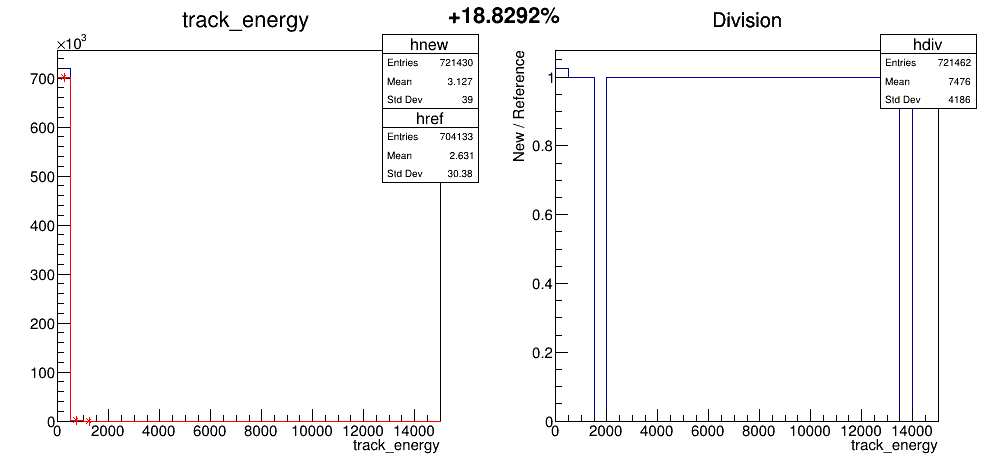 track_energy
+18.8292%
Division
×10³
hnew
Entries 721430
Mean 3.127
Std Dev 39
href
Entries 704133
Mean 2.631
Std Dev 30.38
700
600
500
400
300
200
100
0
0 2000 4000 6000 8000 10000 12000 14000
track_energy
hdiv
Entries 721462
Mean 7476
Std Dev 4186
New / Reference
1
0.8
0.6
0.4
0.2
0
0 2000 4000 6000 8000 10000 12000 14000
track_energy